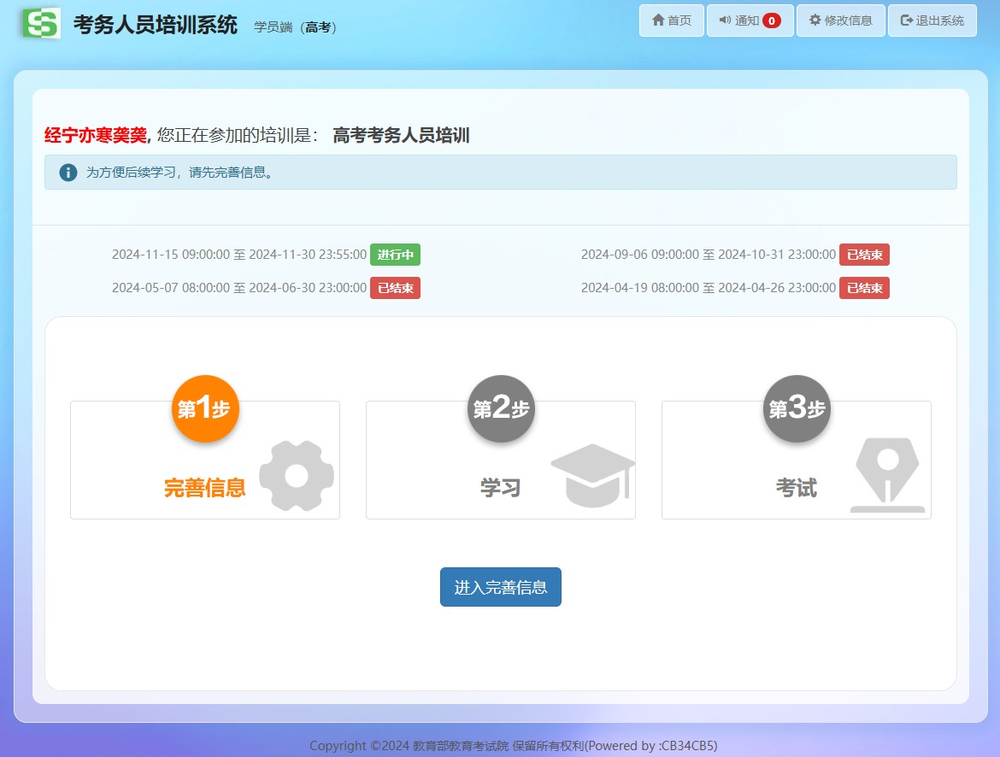 考务人员培训系统 学员端（高考） 首页 通知 0 修改信息 退出系统
经宁亦寒奘奘, 您正在参加的培训是： 高考考务人员培训
为方便后续学习，请先完善信息。
2024-11-15 09:00:00 至 2024-11-30 23:55:00 进行中 2024-09-06 09:00:00 至 2024-10-31 23:00:00 已结束
2024-05-07 08:00:00 至 2024-06-30 23:00:00 已结束 2024-04-19 08:00:00 至 2024-04-26 23:00:00 已结束
第1步 第2步 第3步
完善信息 学习 考试
进入完善信息
Copyright ©2024 教育部教育考试院 保留所有权利(Powered by :CB34CB5)